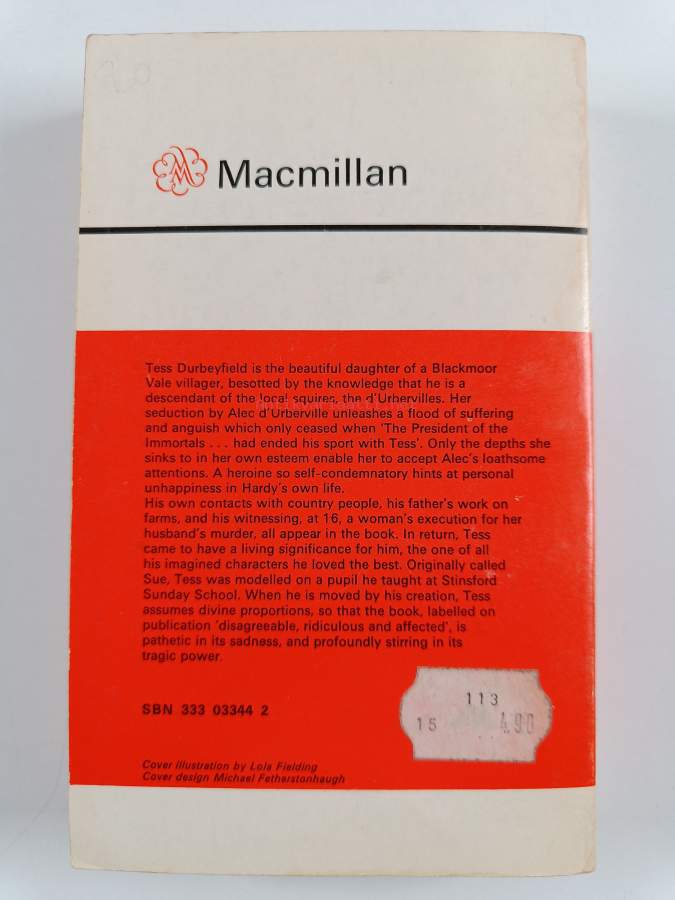 Macmillan
Tess Durbeyfield is the beautiful daughter of a Blackmoor
Vale villager, besotted by the knowledge that he is a
descendant of the local squires, the d'Urbervilles. Her
seduction by Alec d'Urberville unleashes a flood of suffering
and anguish which only ceased when 'The President of the
Immortals . . . had ended his sport with Tess'. Only the depths she
sinks to in her own esteem enable her to accept Alec's loathsome
attentions. A heroine so self-condemnatory hints at personal
unhappiness in Hardy's own life.
His own contacts with country people, his father's work on
farms, and his witnessing, at 16, a woman's execution for her
husband's murder, all appear in the book. In return, Tess
came to have a living significance for him, the one of all
his imagined characters he loved the best. Originally called
Sue, Tess was modelled on a pupil he taught at Stinsford
Sunday School. When he is moved by his creation, Tess
assumes divine proportions, so that the book, labelled on
publication 'disagreeable, ridiculous and affected', is
pathetic in its sadness, and profoundly stirring in its
tragic power.
SBN 333 03344 2
113
15 4.90
Cover illustration by Lola Fielding
Cover design Michael Fetherstonhaugh